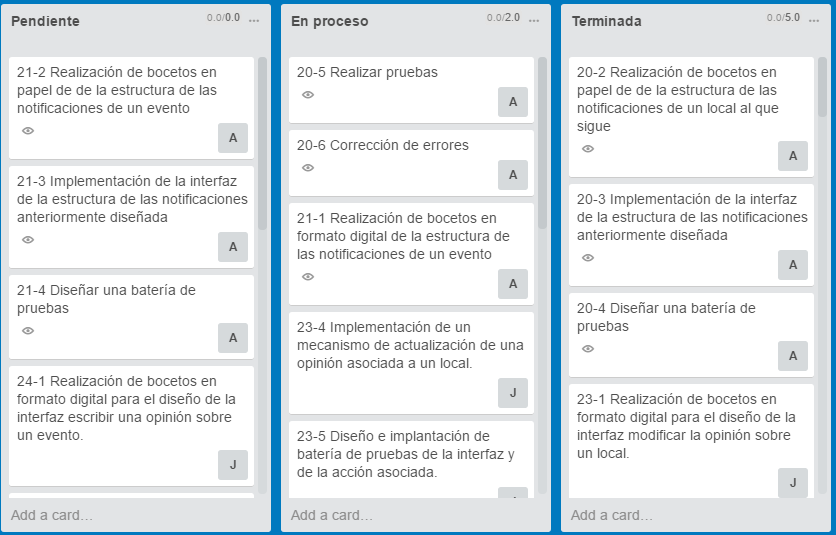 Pendiente
0.0/0.0
21-2 Realización de bocetos en
papel de de la estructura de las
notificaciones de un evento
A
21-3 Implementación de la interfaz
de la estructura de las notificaciones
anteriormente diseñada
A
21-4 Diseñar una batería de
pruebas
A
24-1 Realización de bocetos en
formato digital para el diseño de la
interfaz escribir una opinión sobre
un evento.
J
Add a card…
En proceso
0.0/2.0
20-5 Realizar pruebas
A
20-6 Corrección de errores
A
21-1 Realización de bocetos en
formato digital de la estructura de
las notificaciones de un evento
A
23-4 Implementación de un
mecanismo de actualización de una
opinión asociada a un local.
J
23-5 Diseño e implantación de
batería de pruebas de la interfaz y
de la acción asociada.
Add a card…
Terminada
0.0/5.0
20-2 Realización de bocetos en
papel de de la estructura de las
notificaciones de un local al que
sigue
A
20-3 Implementación de la interfaz
de la estructura de las notificaciones
anteriormente diseñada
A
20-4 Diseñar una batería de
pruebas
A
23-1 Realización de bocetos en
formato digital para el diseño de la
interfaz modificar la opinión sobre
un local.
J
Add a card…